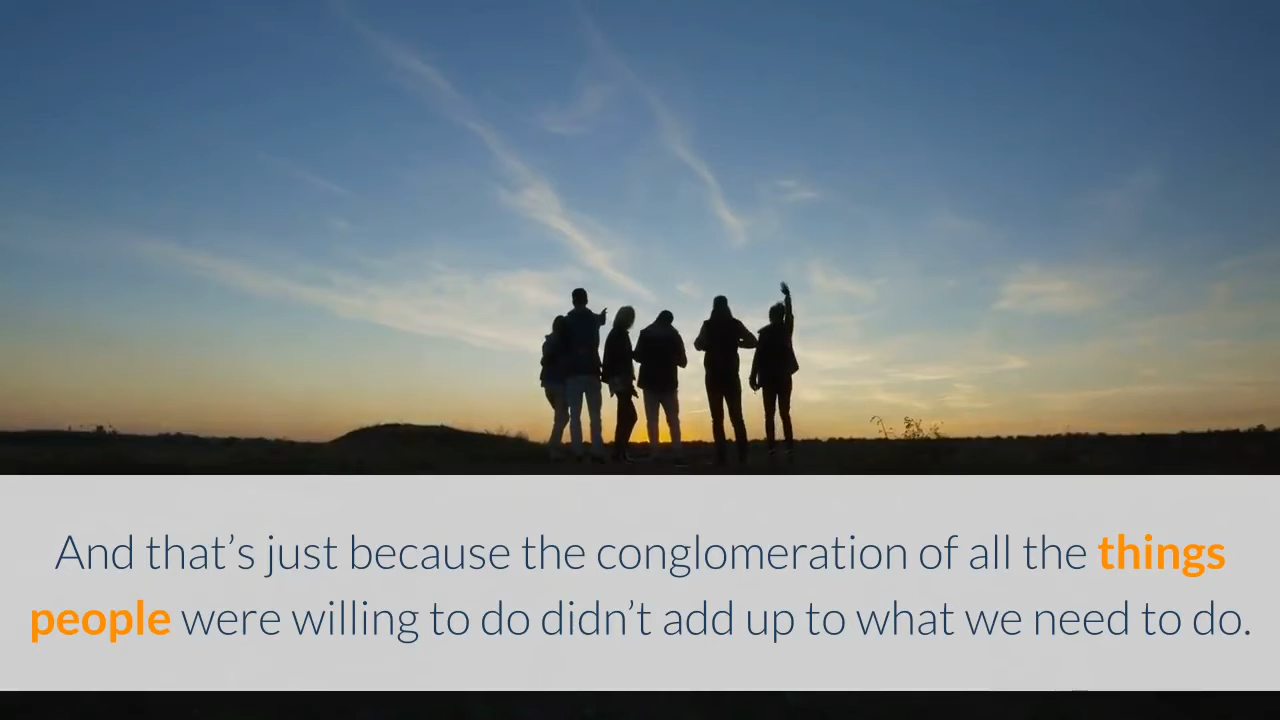 And that’s just because the conglomeration of all the things
people were willing to do didn’t add up to what we need to do.